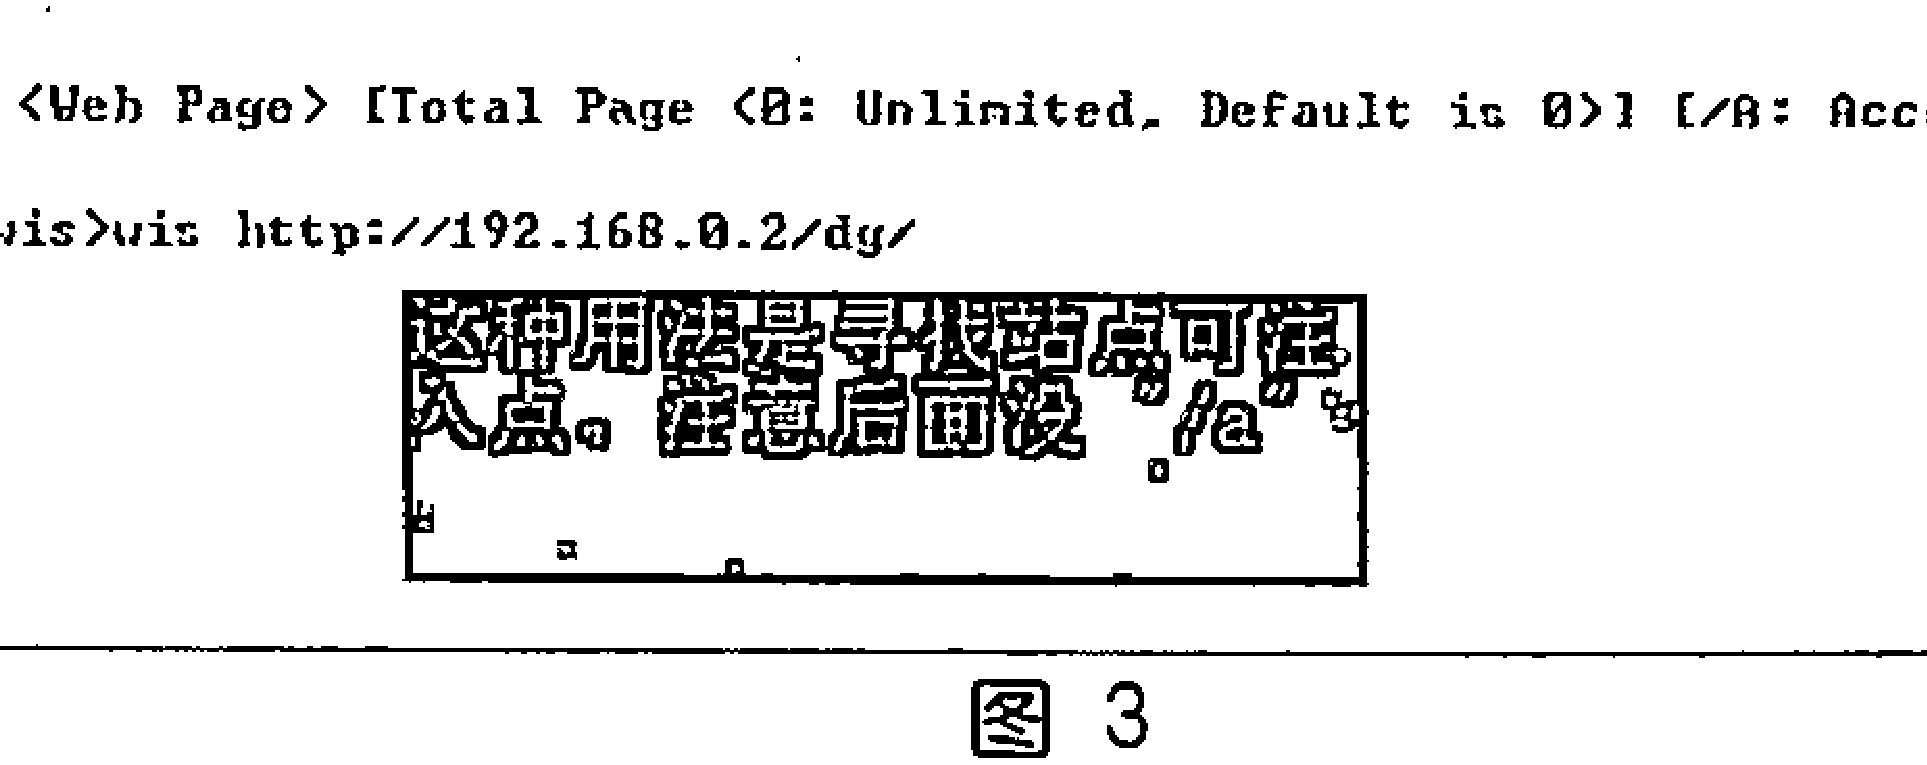 <Web Page> [Total Page <0: Unlimited, Default is 0>] [/A: Acc
wis>wis http://192.168.0.2/dy/
这种用法是寻找站点可注
入点。注意后面没 "/a"
图 3